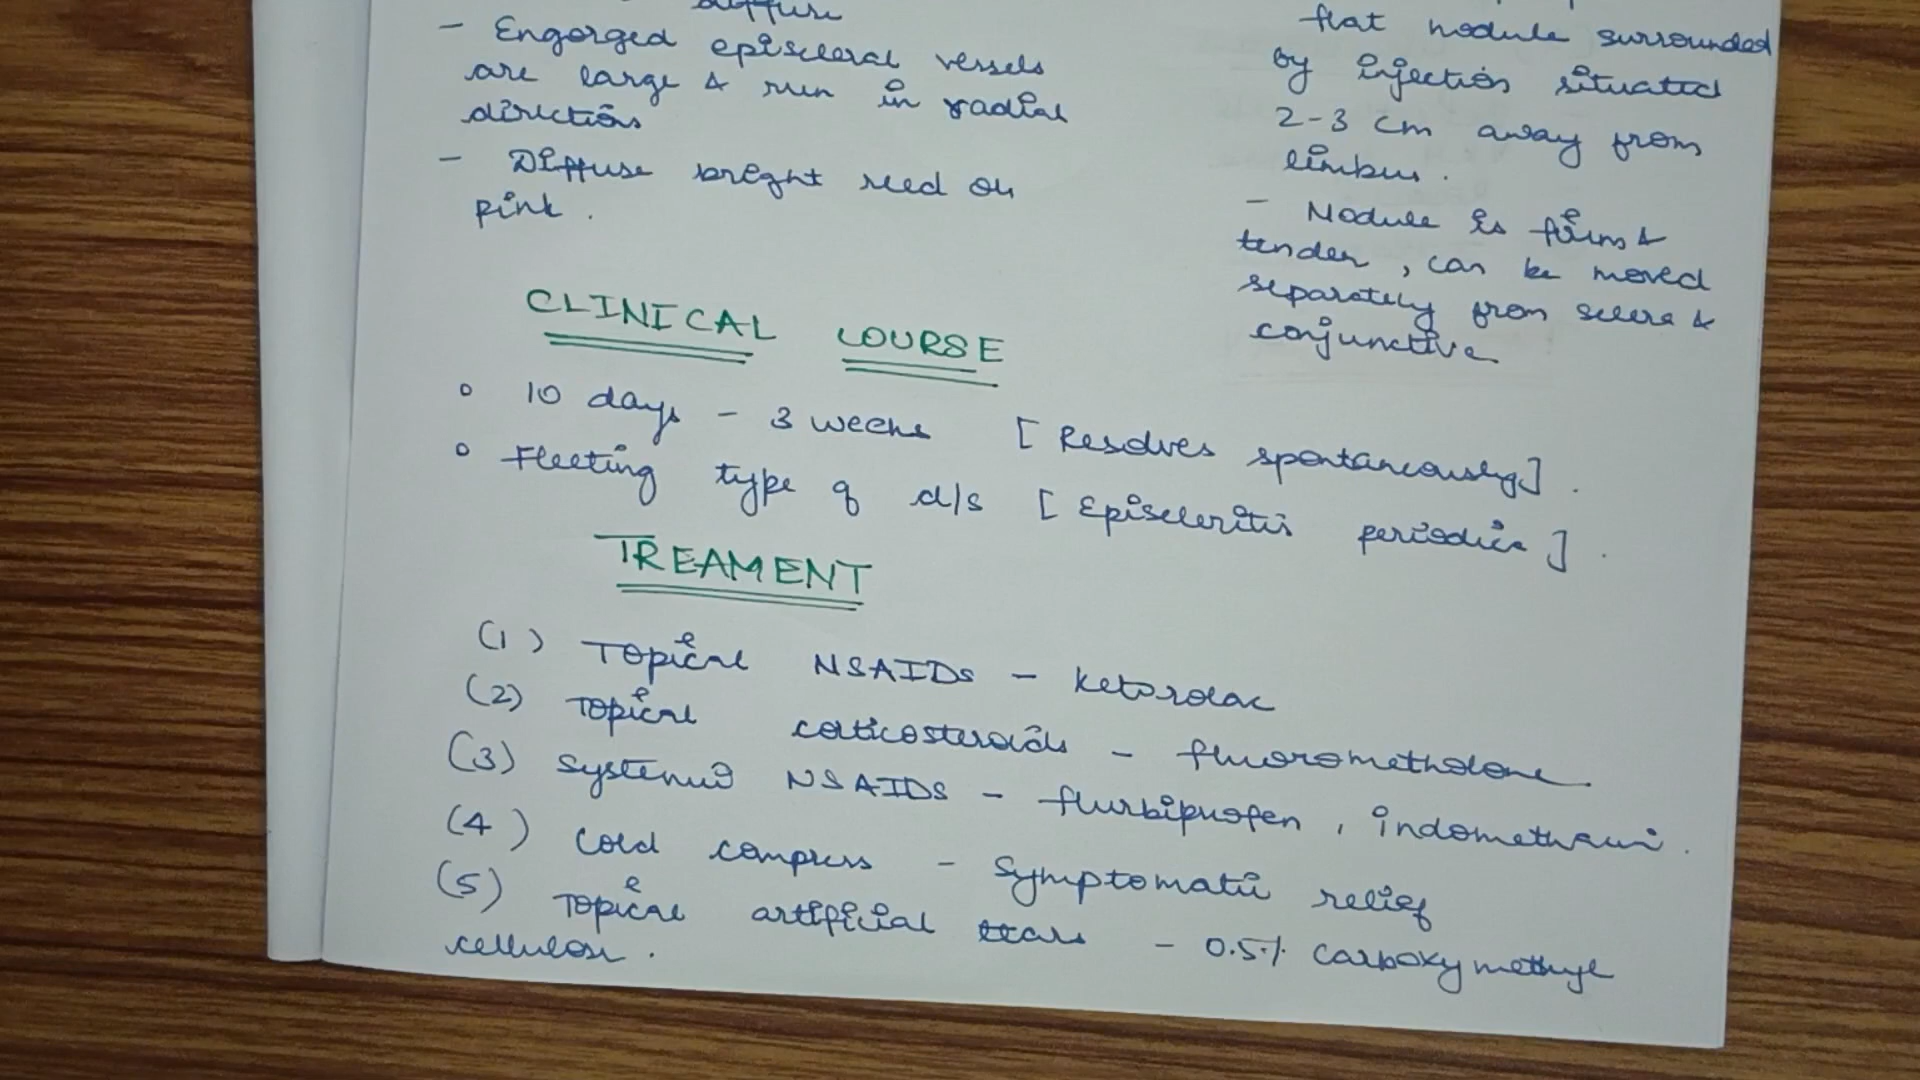 diffuse
- Engorged episcleral vessels
are large & run in radial
direction
- Diffuse bright red or
pink.
flat nodule surrounded
by injection situated
2-3 cm away from
limbus.
- Nodule is firm &
tender, can be moved
separately from sclera &
conjunctiva
CLINICAL COURSE
o 10 days - 3 weeks [Resolves spontaneously].
o Fleeting type of d/s [Episcleritis periodica].
TREAMENT
(1) Topical NSAIDs - ketorolac
(2) Topical corticosteroids - fluorometholone
(3) systemic NSAIDS - flurbiprofen, indomethacin.
(4) Cold compress - Symptomatic relief
(5) Topical artificial tears - 0.5% carboxy methyl
cellulose.